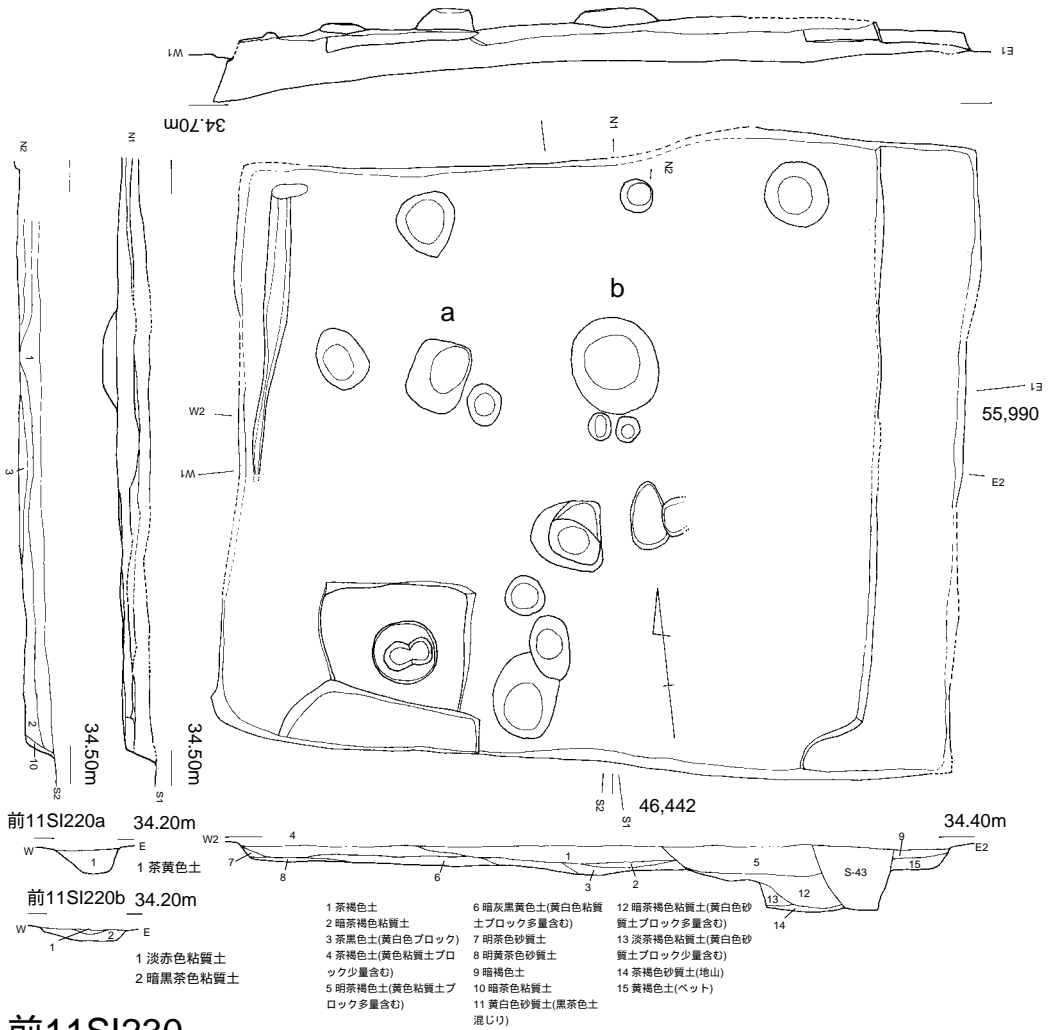 W1
E1
34.70m
N2
N1
N1
N2
a
b
1
W2
E1
55,990
3
W1
E2
2
10
34.50m
34.50m
S2
S1
S2
S1
46,442
前11SI220a 34.20m
W E
1
1 茶黄色土
前11SI220b 34.20m
W E
1
2
1 淡赤色粘質土
2 暗黒茶色粘質土
W2
4
34.40m
9
E2
7
1
5
S-43
15
8
6
3
2
12
13
14
1 茶褐色土
2 暗茶褐色粘質土
3 茶黒色土(黄白色ブロック)
4 茶褐色土(黄色粘質土ブロ
ック少量含む)
5 明茶褐色土(黄色粘質土ブ
ロック多量含む)
6 暗灰黒黄色土(黄白色粘質
土ブロック多量含む)
7 明茶色砂質土
8 明黄茶色砂質土
9 暗褐色土
10 暗茶色粘質土
11 黄白色砂質土(黒茶色土
混じり)
12 暗茶褐色粘質土(黄白色砂
質土ブロック多量含む)
13 淡茶褐色粘質土(黄白色砂
質土ブロック少量含む)
14 茶褐色砂質土(地山)
15 黄褐色土(ベット)